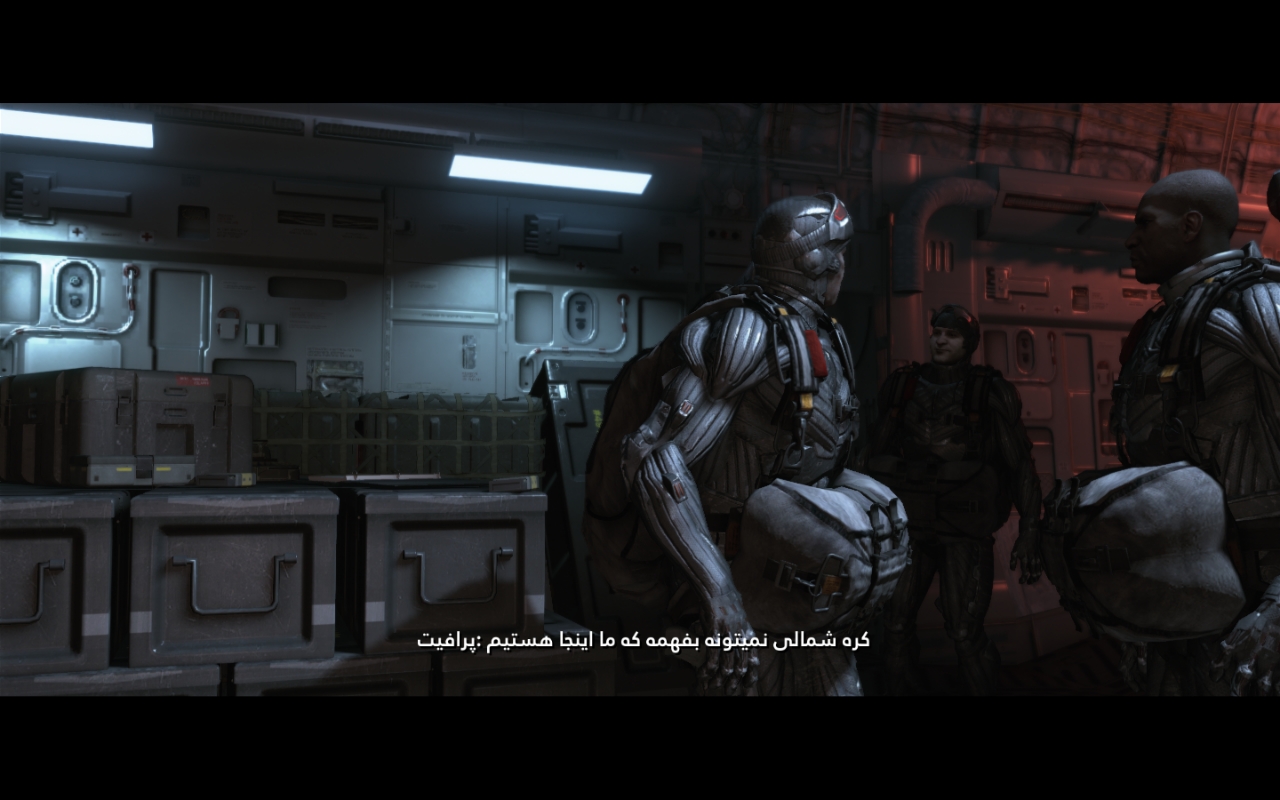 کره شمالی نمیتونه بفهمه که ما اینجا هستیم :پرافیت